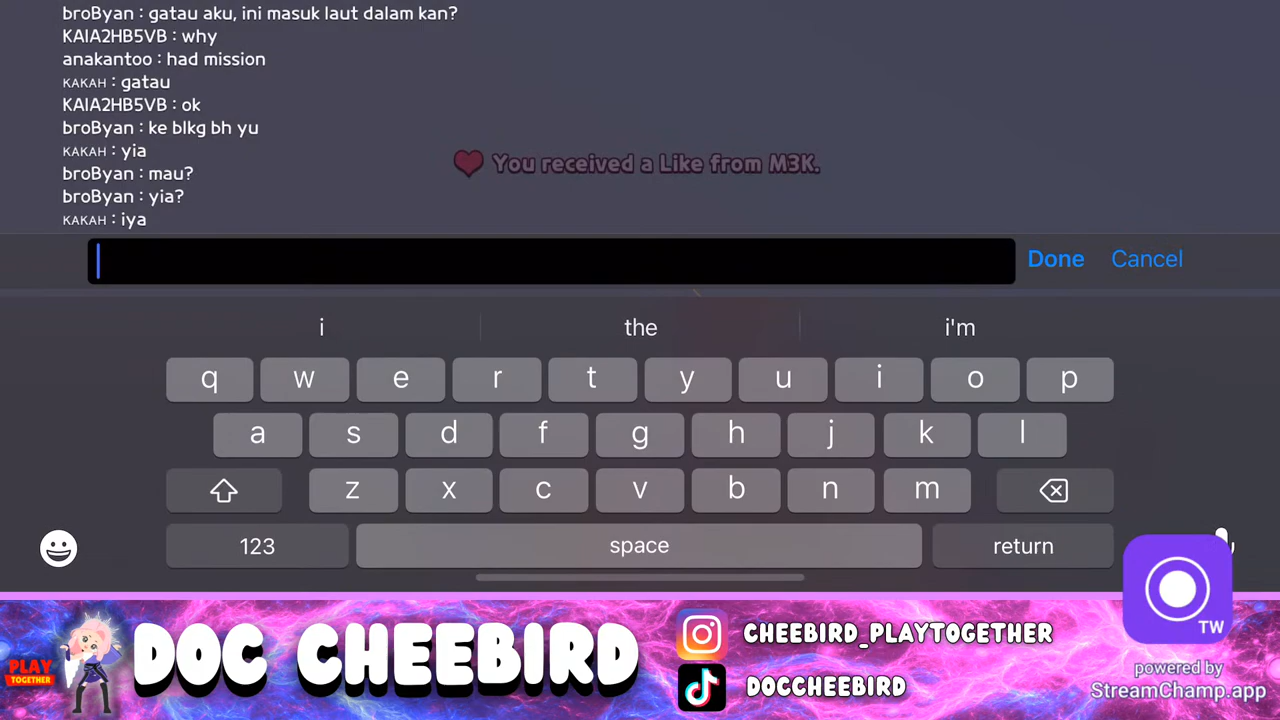 broByan : gatau aku, ini masuk laut dalam kan?
KAIA2HB5VB : why
anakantoo : had mission
KAKAH : gatau
KAIA2HB5VB : ok
broByan : ke blkg bh yu
KAKAH : yia
broByan : mau?
broByan : yia?
KAKAH : iya
You received a Like from M3K.
Done Cancel
i the i'm
q w e r t y u i o p
a s d f g h j k l
z x c v b n m
123 space return
TW
PLAY TOGETHER
DOC CHEEBIRD
CHEEBIRD_PLAYTOGETHER
DOCCHEEBIRD
powered by
StreamChamp.app